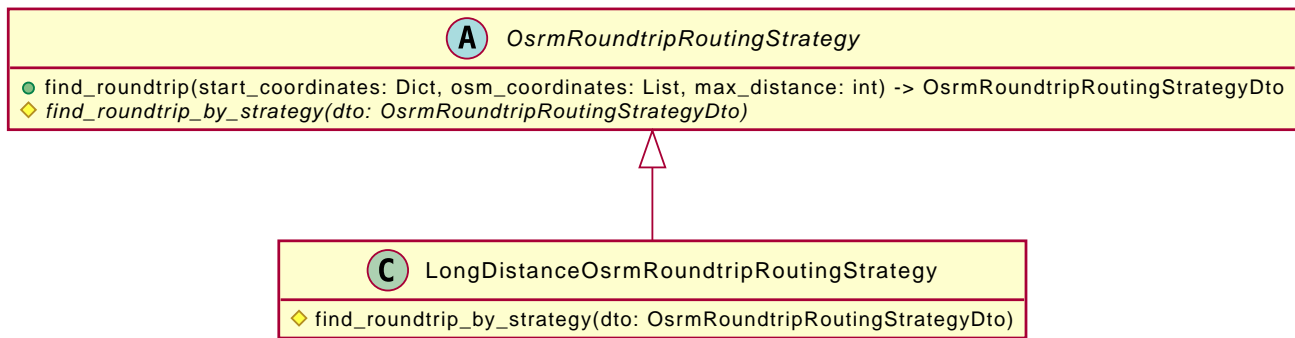 A OsrmRoundtripRoutingStrategy
find_roundtrip(start_coordinates: Dict, osm_coordinates: List, max_distance: int) -> OsrmRoundtripRoutingStrategyDto
find_roundtrip_by_strategy(dto: OsrmRoundtripRoutingStrategyDto)
C LongDistanceOsrmRoundtripRoutingStrategy
find_roundtrip_by_strategy(dto: OsrmRoundtripRoutingStrategyDto)